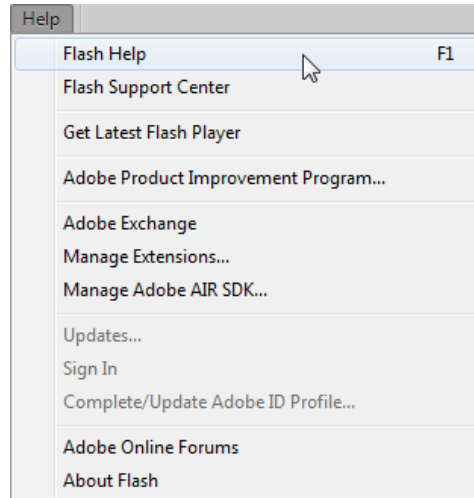 Help
Flash Help F1
Flash Support Center
Get Latest Flash Player
Adobe Product Improvement Program...
Adobe Exchange
Manage Extensions...
Manage Adobe AIR SDK...
Updates...
Sign In
Complete/Update Adobe ID Profile...
Adobe Online Forums
About Flash